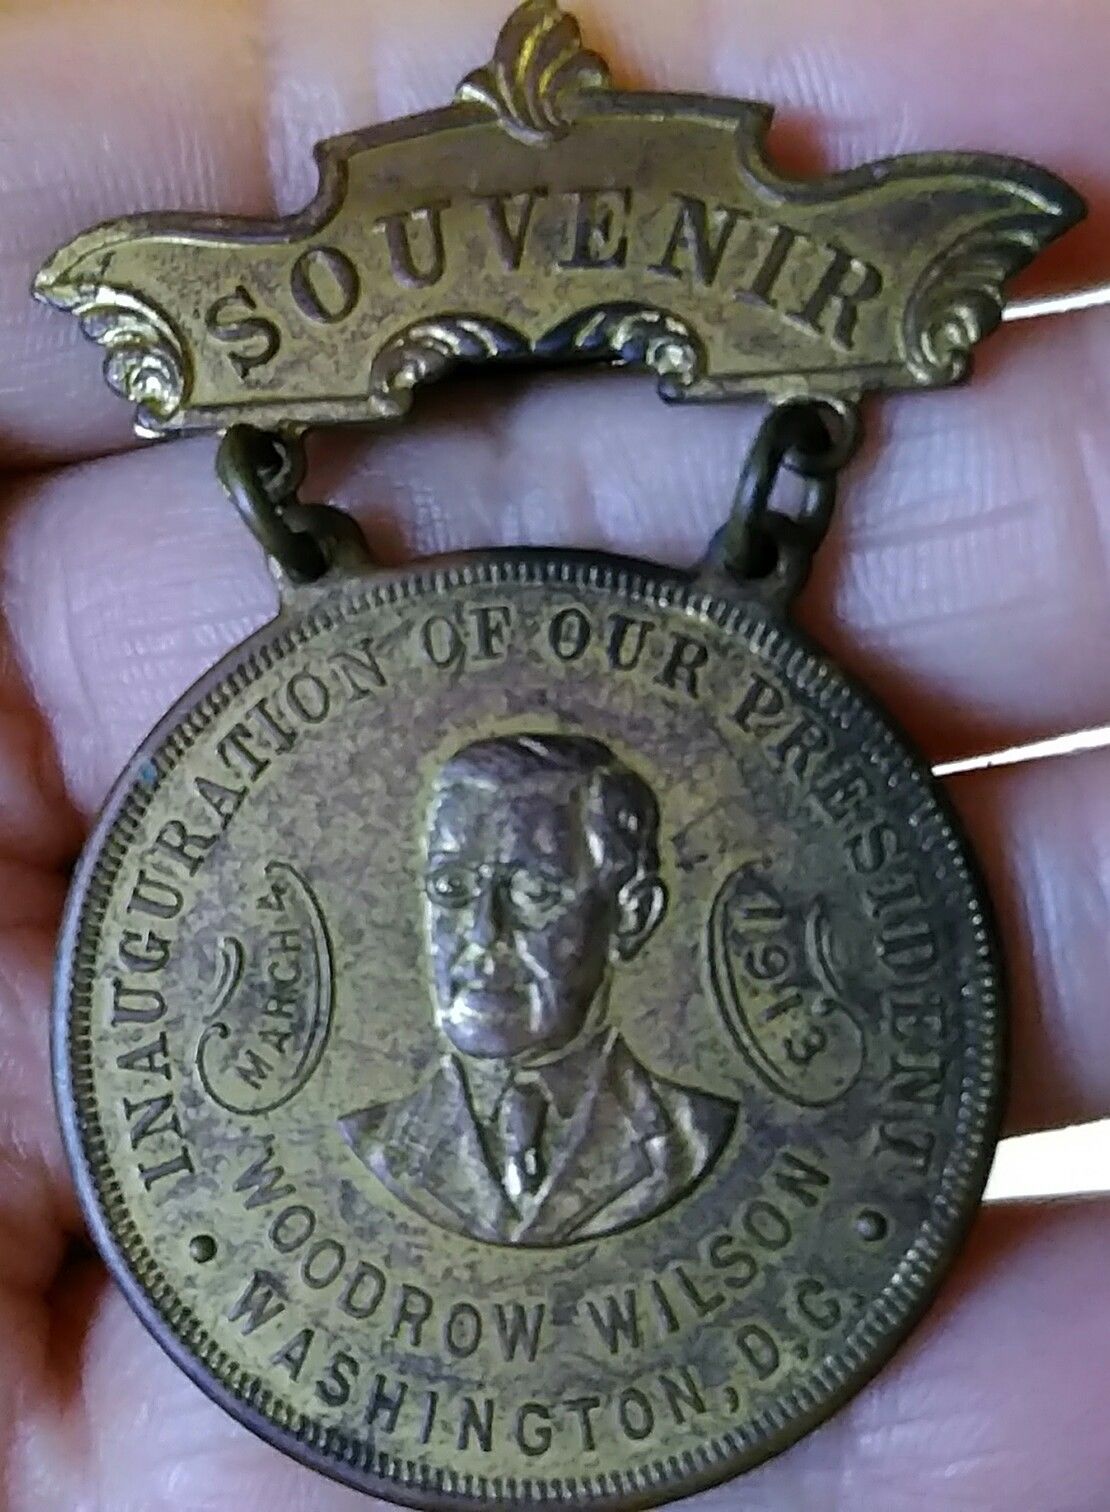 SOUVENIR
INAUGURATION OF OUR PRESIDENT
MARCH 4
1913
WOODROW WILSON
WASHINGTON, D.C.